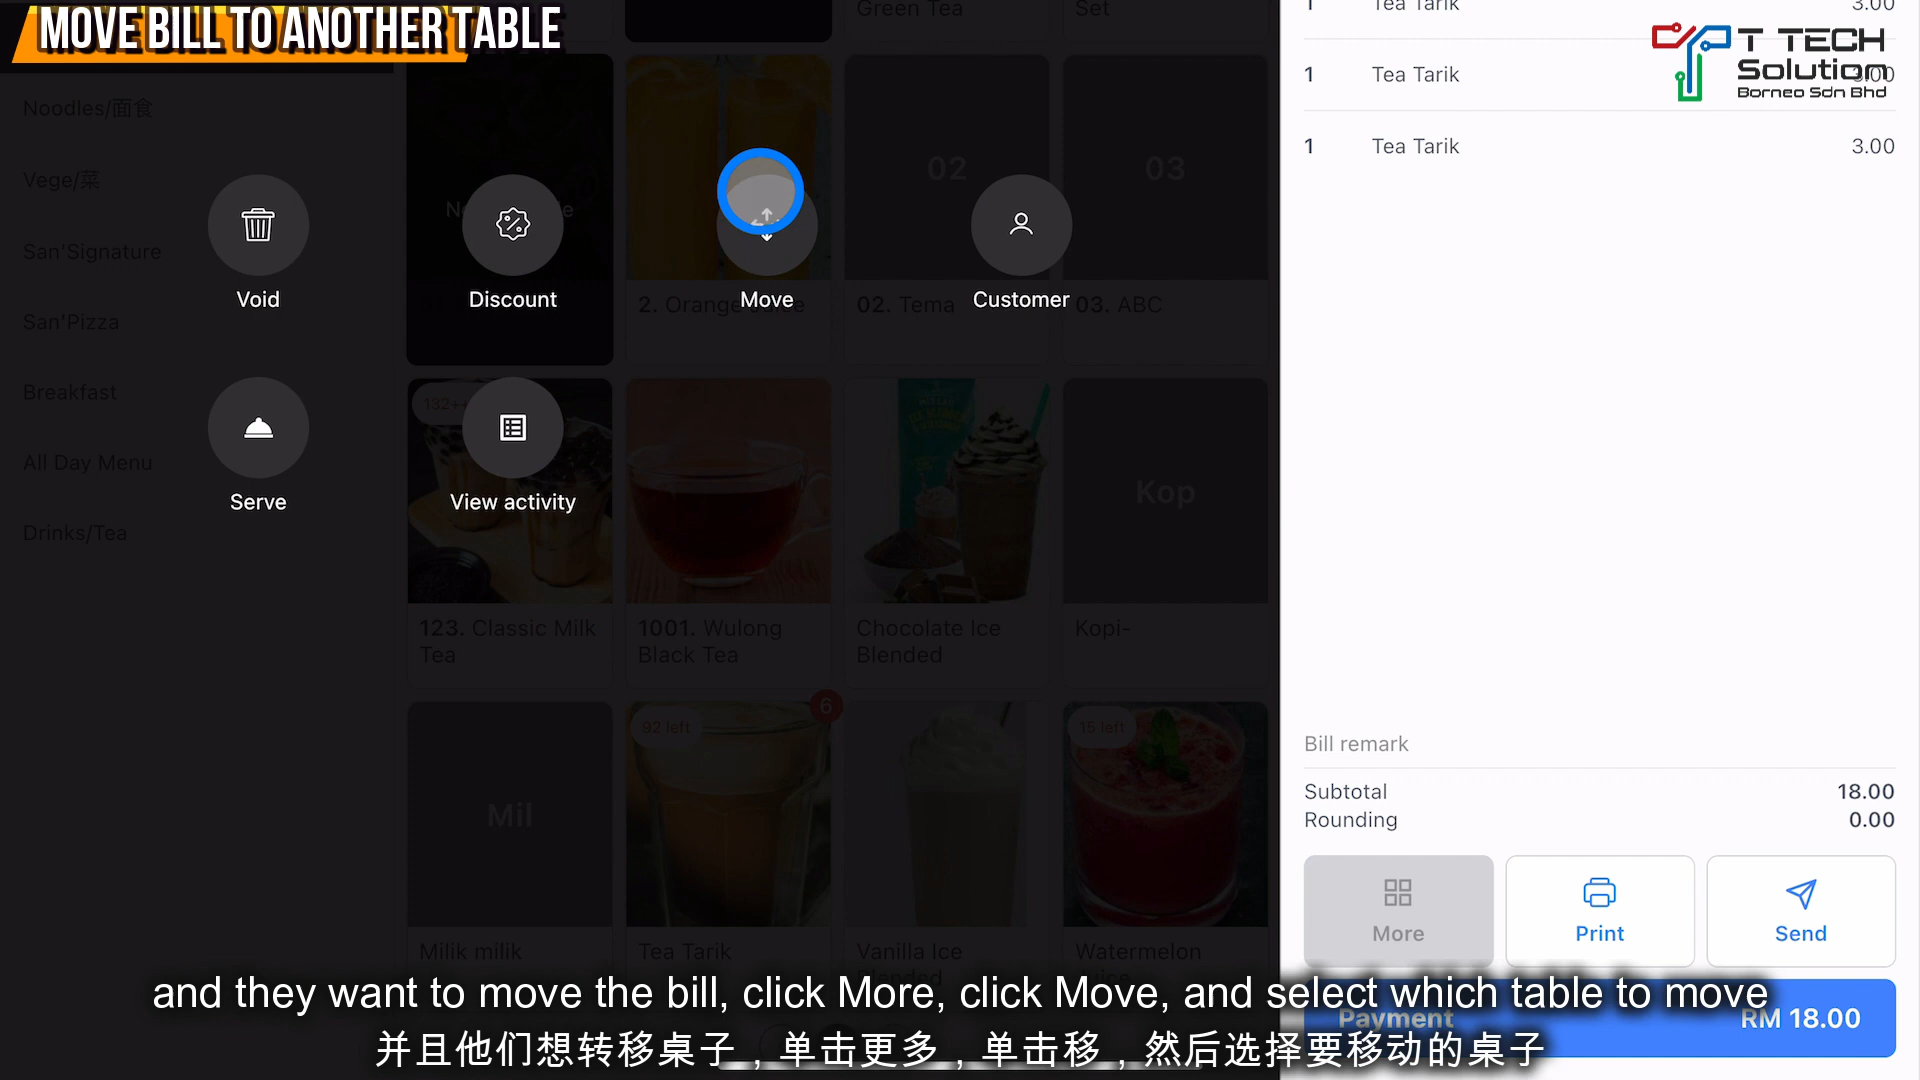 MOVE BILL TO ANOTHER TABLE
Green Tea
Set
1 Tea Tarik 3.00
T TECH
Solution
Borneo Sdn Bhd
1 Tea Tarik 3.00
1 Tea Tarik 3.00
Noodles/面食
Vege/菜
San'Signature
San'Pizza
Breakfast
All Day Menu
Drinks/Tea
02
03
Void
Discount
Move
Customer
2. Orange
02. Tema
03. ABC
Serve
View activity
132++
Kop
123. Classic Milk
Tea
1001. Wulong
Black Tea
Chocolate Ice
Blended
Kopi-
6
92 left
15 left
Mil
Milik milik
Tea Tarik
Vanilla Ice
Blended
Watermelon
Bill remark
Subtotal 18.00
Rounding 0.00
More
Print
Send
Payment RM 18.00
and they want to move the bill, click More, click Move, and select which table to move
并且他们想转移桌子，单击更多，单击移，然后选择要移动的桌子